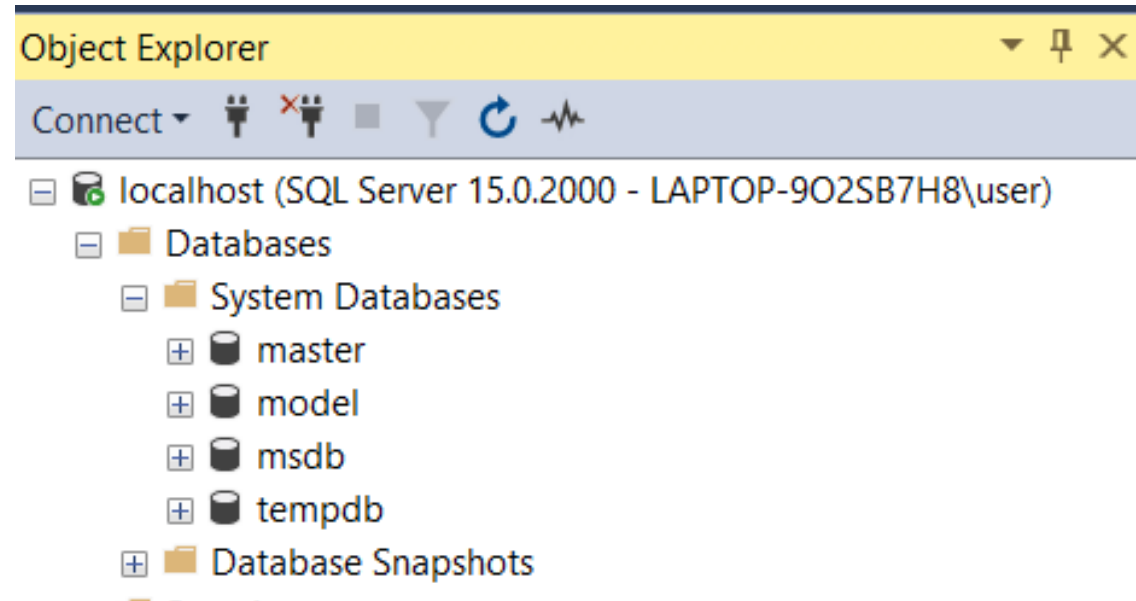 Object Explorer
Connect
localhost (SQL Server 15.0.2000 - LAPTOP-9O2SB7H8\user)
Databases
System Databases
master
model
msdb
tempdb
Database Snapshots